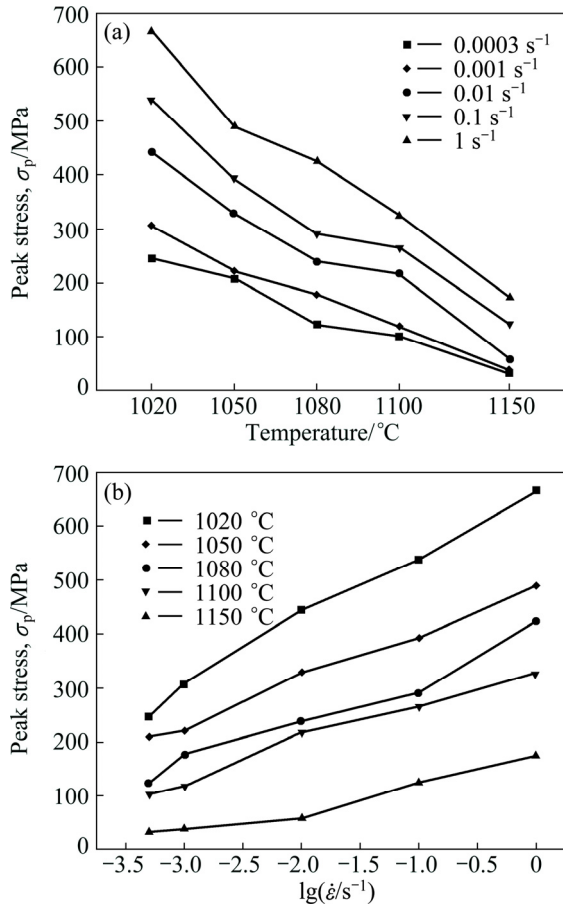 (a)
0.0003 s⁻¹
0.001 s⁻¹
0.01 s⁻¹
0.1 s⁻¹
1 s⁻¹
700
600
500
400
300
200
100
0
Peak stress, σp/MPa
1020 1050 1080 1100 1150
Temperature/°C
(b)
1020 °C
1050 °C
1080 °C
1100 °C
1150 °C
700
600
500
400
300
200
100
0
Peak stress, σp/MPa
−3.5 −3.0 −2.5 −2.0 −1.5 −1.0 −0.5 0
lg(ε̇/s⁻¹)